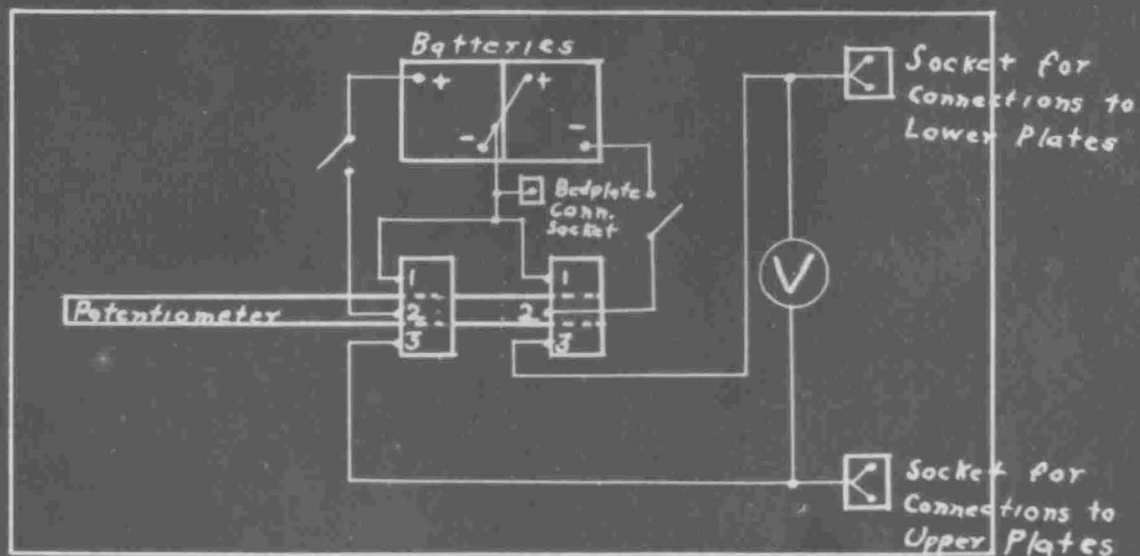 Batteries
+ +
- -
Socket for
Connections to
Lower Plates
Bedplate
Conn.
Socket
1 1
2 2
3 3
Potentiometer
V
Socket for
Connections to
Upper Plates